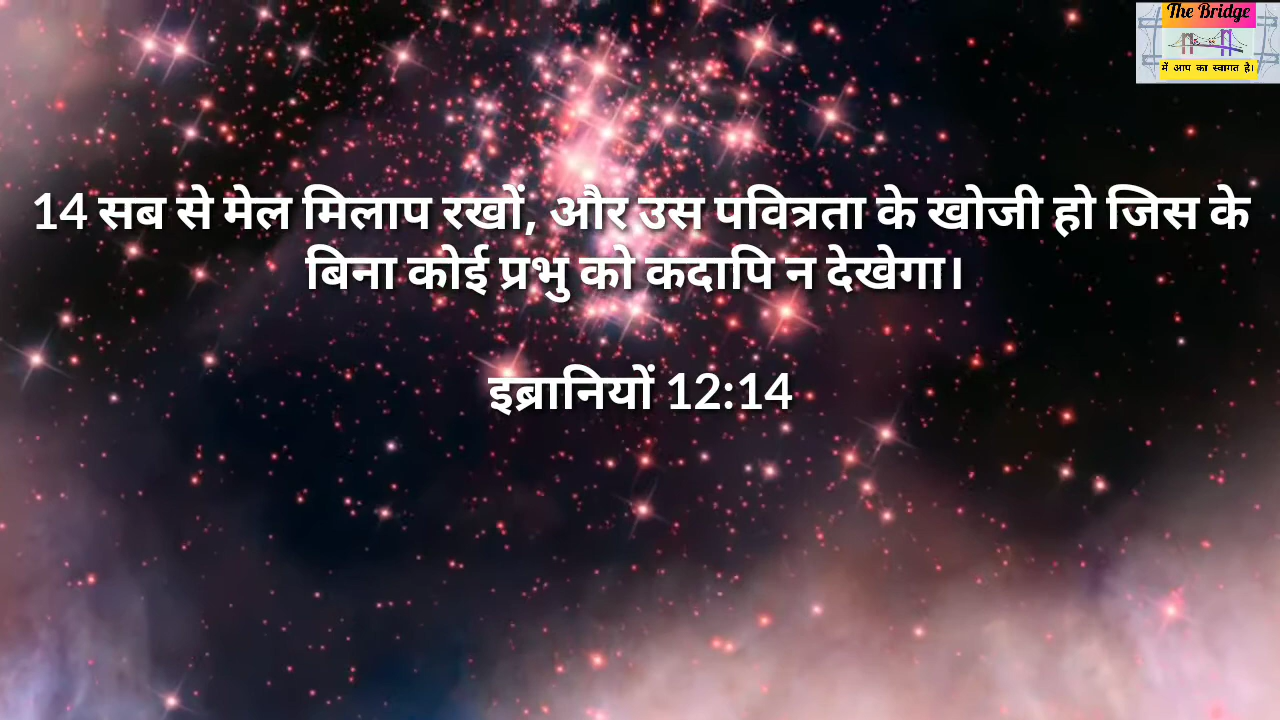 The Bridge
में आप का स्वागत है।
14 सब से मेल मिलाप रखों, और उस पवित्रता के खोजी हो जिस के
बिना कोई प्रभु को कदापि न देखेगा।
इब्रानियों 12:14